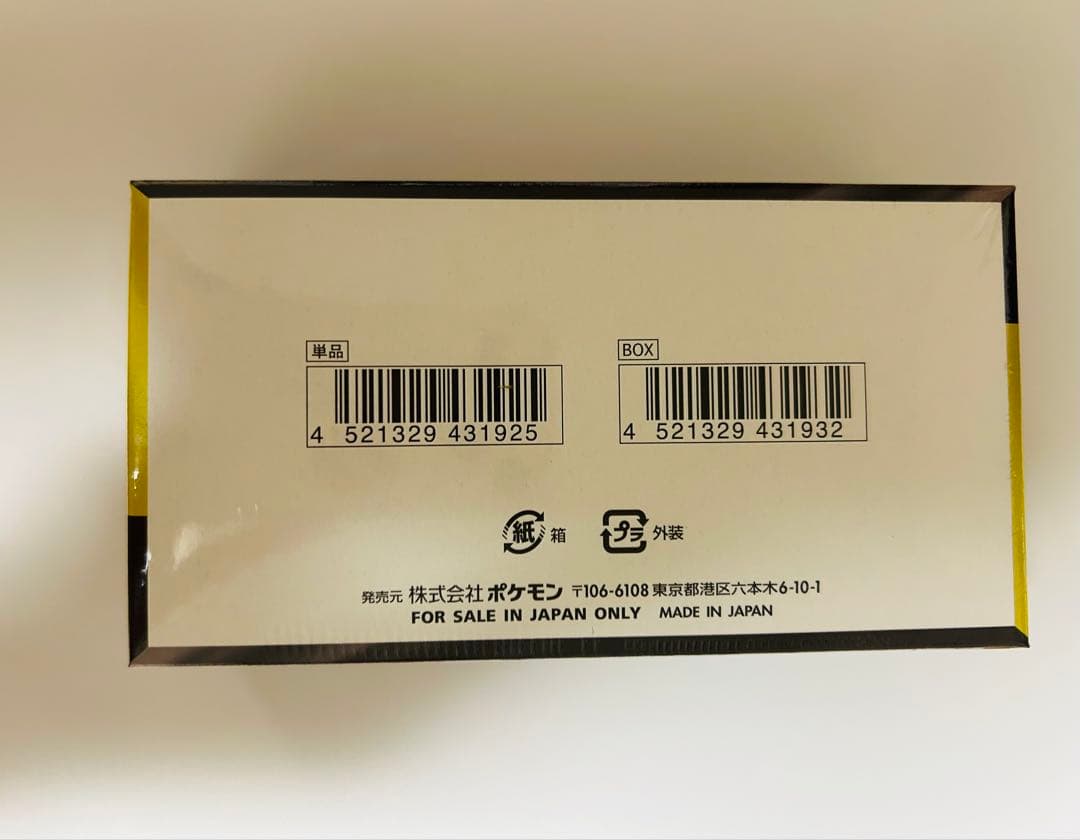 単品
4 521329 431925
BOX
4 521329 431932
紙 箱
プラ 外装
発売元 株式会社 ポケモン 〒106-6108 東京都港区六本木6-10-1
FOR SALE IN JAPAN ONLY MADE IN JAPAN